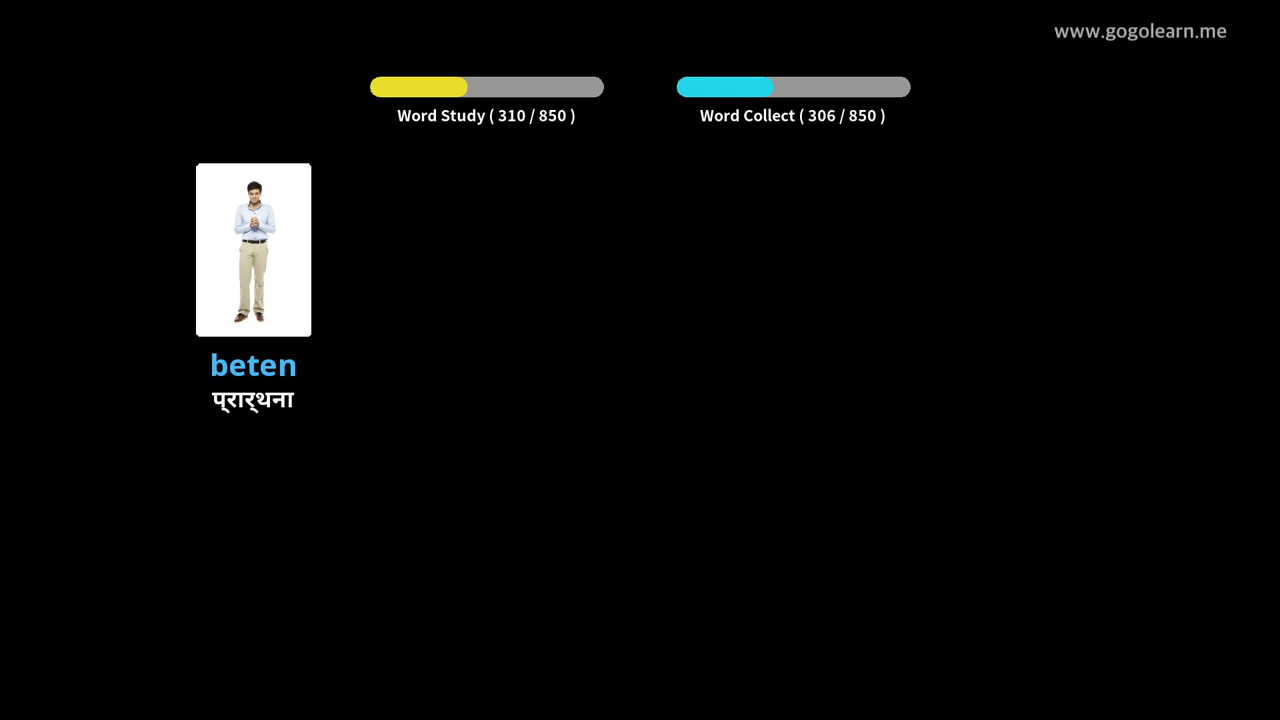 www.gogolearn.me
Word Study ( 310 / 850 )
Word Collect ( 306 / 850 )
beten
प्रार्थना